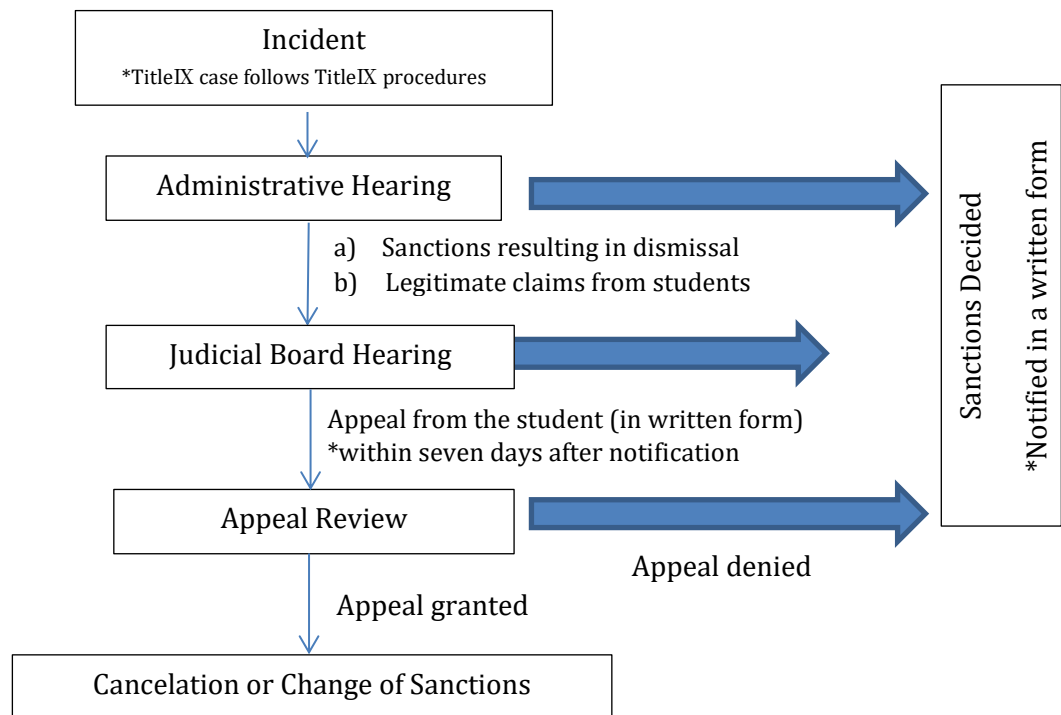 Incident
*TitleIX case follows TitleIX procedures
Administrative Hearing
a) Sanctions resulting in dismissal
b) Legitimate claims from students
Judicial Board Hearing
Appeal from the student (in written form)
*within seven days after notification
Appeal Review
Appeal denied
Appeal granted
Cancelation or Change of Sanctions
Sanctions Decided
*Notified in a written form